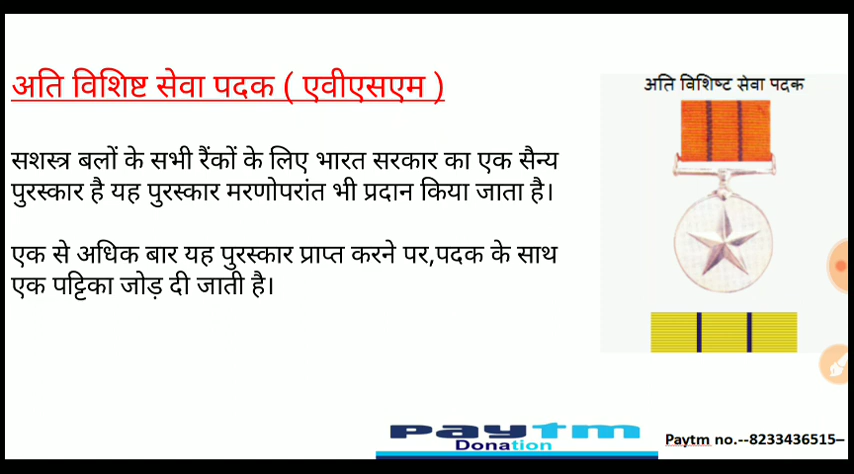 अति विशिष्ट सेवा पदक ( एवीएसएम )
सशस्त्र बलों के सभी रैंकों के लिए भारत सरकार का एक सैन्य
पुरस्कार है यह पुरस्कार मरणोपरांत भी प्रदान किया जाता है।
एक से अधिक बार यह पुरस्कार प्राप्त करने पर,पदक के साथ
एक पट्टिका जोड़ दी जाती है।
अति विशिष्ट सेवा पदक
Paytm
Donation
Paytm no.--8233436515–